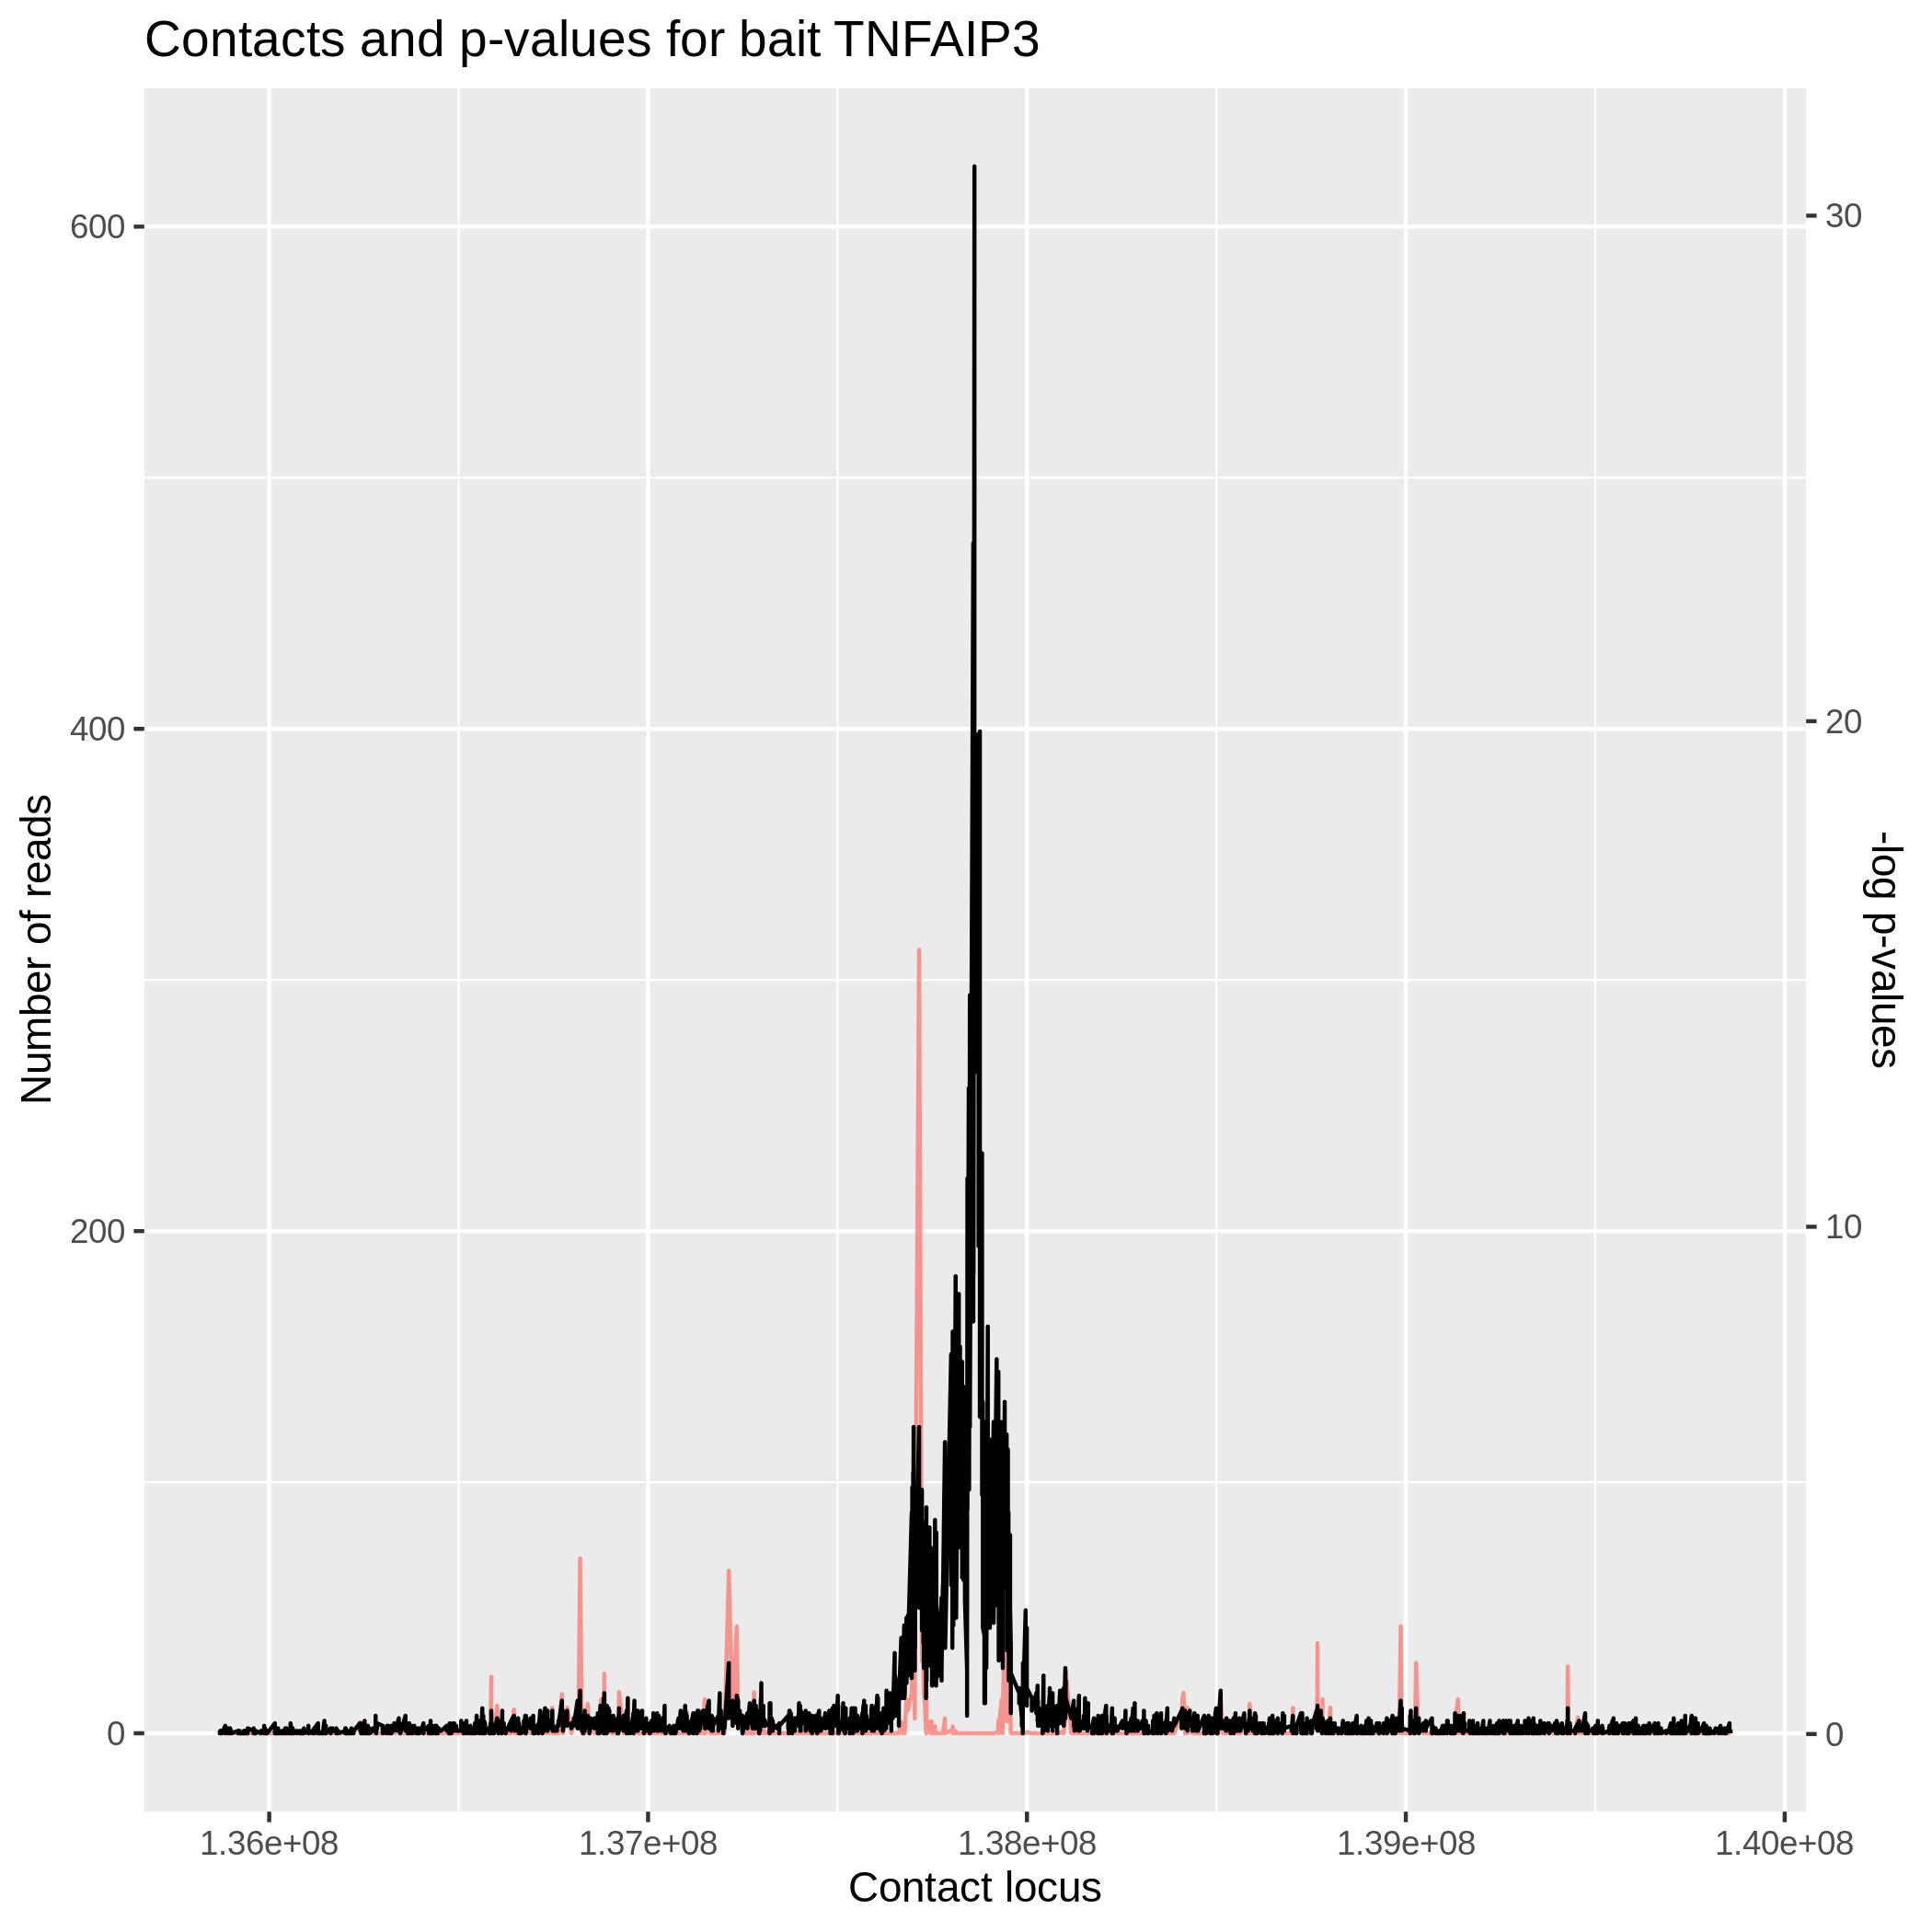 Contacts and p-values for bait TNFAIP3
600
400
200
0
30
20
10
0
Number of reads
-log p-values
1.36e+08
1.37e+08
1.38e+08
1.39e+08
1.40e+08
Contact locus